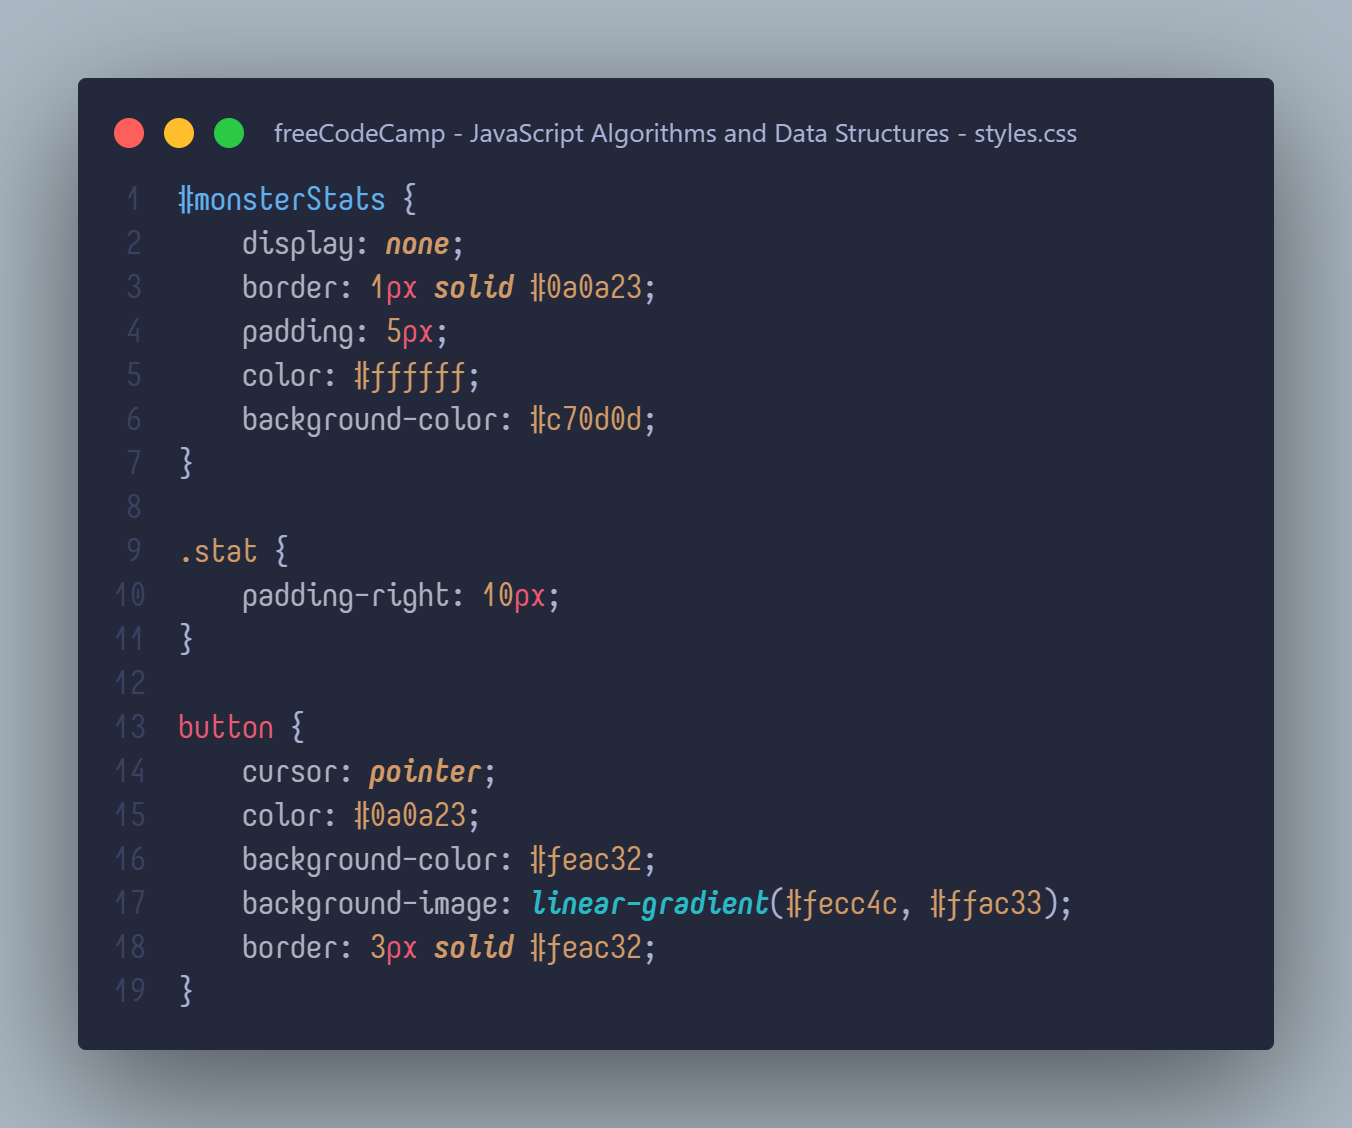 freeCodeCamp - JavaScript Algorithms and Data Structures - styles.css
1 #monsterStats {
2     display: none;
3     border: 1px solid #0a0a23;
4     padding: 5px;
5     color: #ffffff;
6     background-color: #c70d0d;
7 }
8
9 .stat {
10     padding-right: 10px;
11 }
12
13 button {
14     cursor: pointer;
15     color: #0a0a23;
16     background-color: #feac32;
17     background-image: linear-gradient(#fecc4c, #ffac33);
18     border: 3px solid #feac32;
19 }